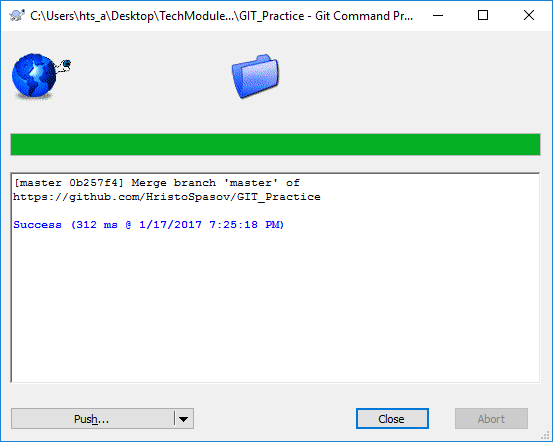 C:\Users\hts_a\Desktop\TechModule...\GIT_Practice - Git Command Pr...
[master 0b257f4] Merge branch 'master' of
https://github.com/HristoSpasov/GIT_Practice
Success (312 ms @ 1/17/2017 7:25:18 PM)
Push...
Close
Abort